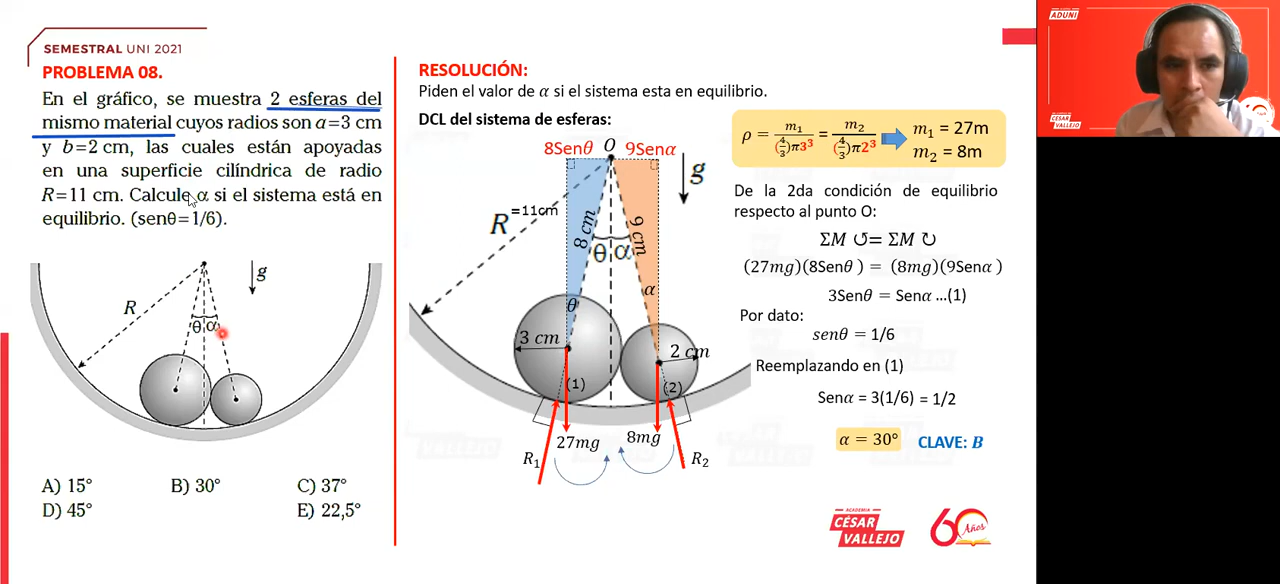 SEMESTRAL UNI 2021
PROBLEMA 08.
En el gráfico, se muestra 2 esferas del
mismo material cuyos radios son a=3 cm
y b=2 cm, las cuales están apoyadas
en una superficie cilíndrica de radio
R=11 cm. Calcule α si el sistema está en
equilibrio. (senθ=1/6).
g
R
θ α
A) 15°
B) 30°
C) 37°
D) 45°
E) 22,5°
RESOLUCIÓN:
Piden el valor de α si el sistema esta en equilibrio.
DCL del sistema de esferas:
8Senθ O 9Senα
g
R =11cm
8 cm
9 cm
θ α
θ
α
3 cm
2 cm
(1)
(2)
27mg
8mg
R₁
R₂
ρ = m₁/((4/3)π3³) = m₂/((4/3)π2³)
m₁ = 27m
m₂ = 8m
De la 2da condición de equilibrio
respecto al punto O:
ΣM ↺= ΣM ↻
(27mg)(8Senθ ) = (8mg)(9Senα )
3Senθ = Senα ...(1)
Por dato:
senθ = 1/6
Reemplazando en (1)
Senα = 3(1/6) = 1/2
α = 30°
CLAVE: B
ACADEMIA
CÉSAR
VALLEJO
60 Años
ADUNI
CÉSAR
VALLEJO